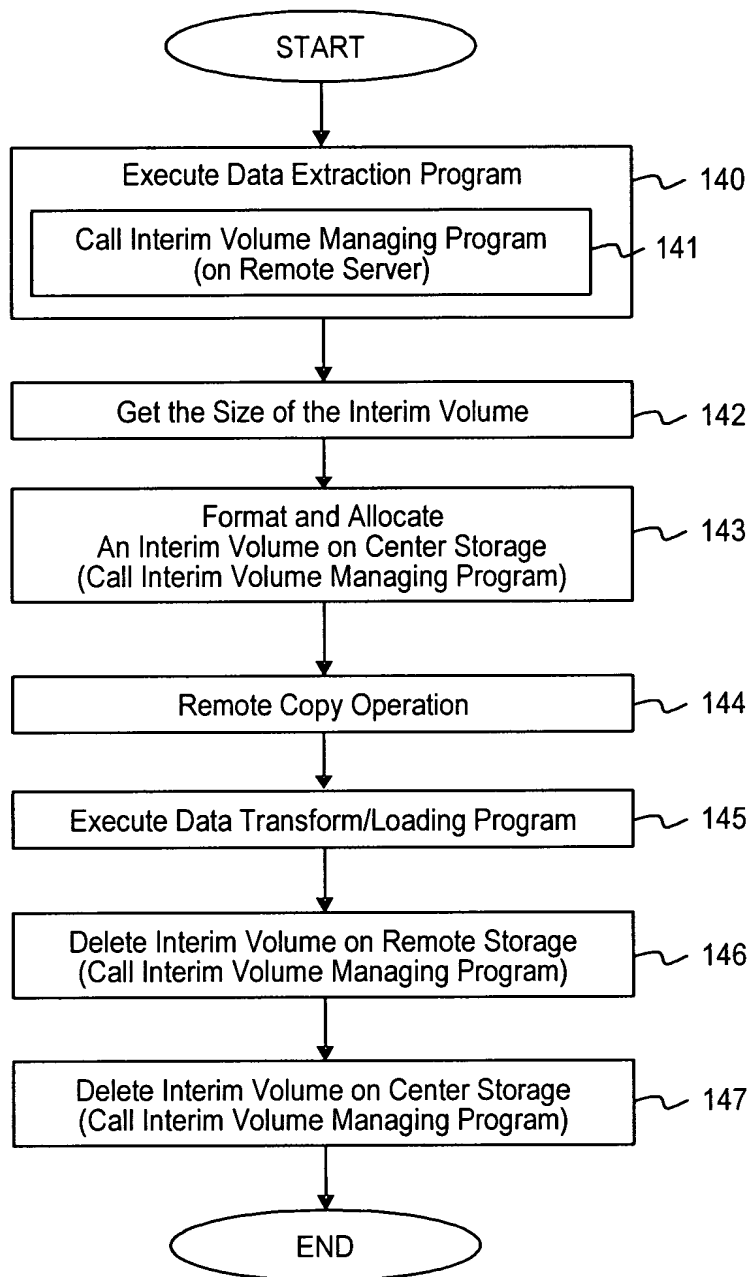 START
Execute Data Extraction Program
140
Call Interim Volume Managing Program
(on Remote Server)
141
Get the Size of the Interim Volume
142
Format and Allocate
An Interim Volume on Center Storage
(Call Interim Volume Managing Program)
143
Remote Copy Operation
144
Execute Data Transform/Loading Program
145
Delete Interim Volume on Remote Storage
(Call Interim Volume Managing Program)
146
Delete Interim Volume on Center Storage
(Call Interim Volume Managing Program)
147
END